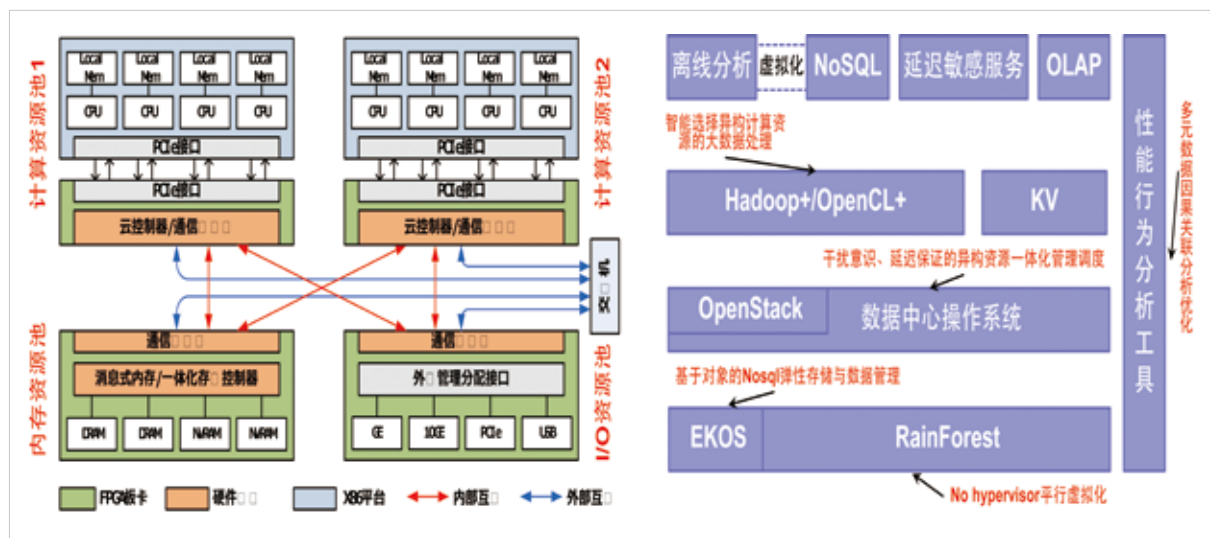 计算资源池1
Local Mem
Local Mem
Local Mem
Local Mem
CPU
CPU
CPU
CPU
PCIe接口
PCIe接口
云控制器/通信
计算资源池2
Local Mem
Local Mem
Local Mem
Local Mem
CPU
CPU
CPU
CPU
PCIe接口
PCIe接口
云控制器/通信
内存资源池
通信
消息式内存/一体化存 控制器
DRAM
DRAM
NvRAM
NvRAM
I/O资源池
通信
外 管理分配接口
GE
10GE
PCIe
USB
交 机
FPGA板卡
硬件
X86平台
内部互
外部互
离线分析
虚拟化
NoSQL
延迟敏感服务
OLAP
智能选择异构计算资
源的大数据处理
Hadoop+/OpenCL+
KV
干扰意识、延迟保证的异构资源一体化管理调度
OpenStack
数据中心操作系统
基于对象的Nosql弹性存储与数据管理
EKOS
RainForest
No hypervisor平行虚拟化
性能行为分析工具
多元数据因果关联分析优化